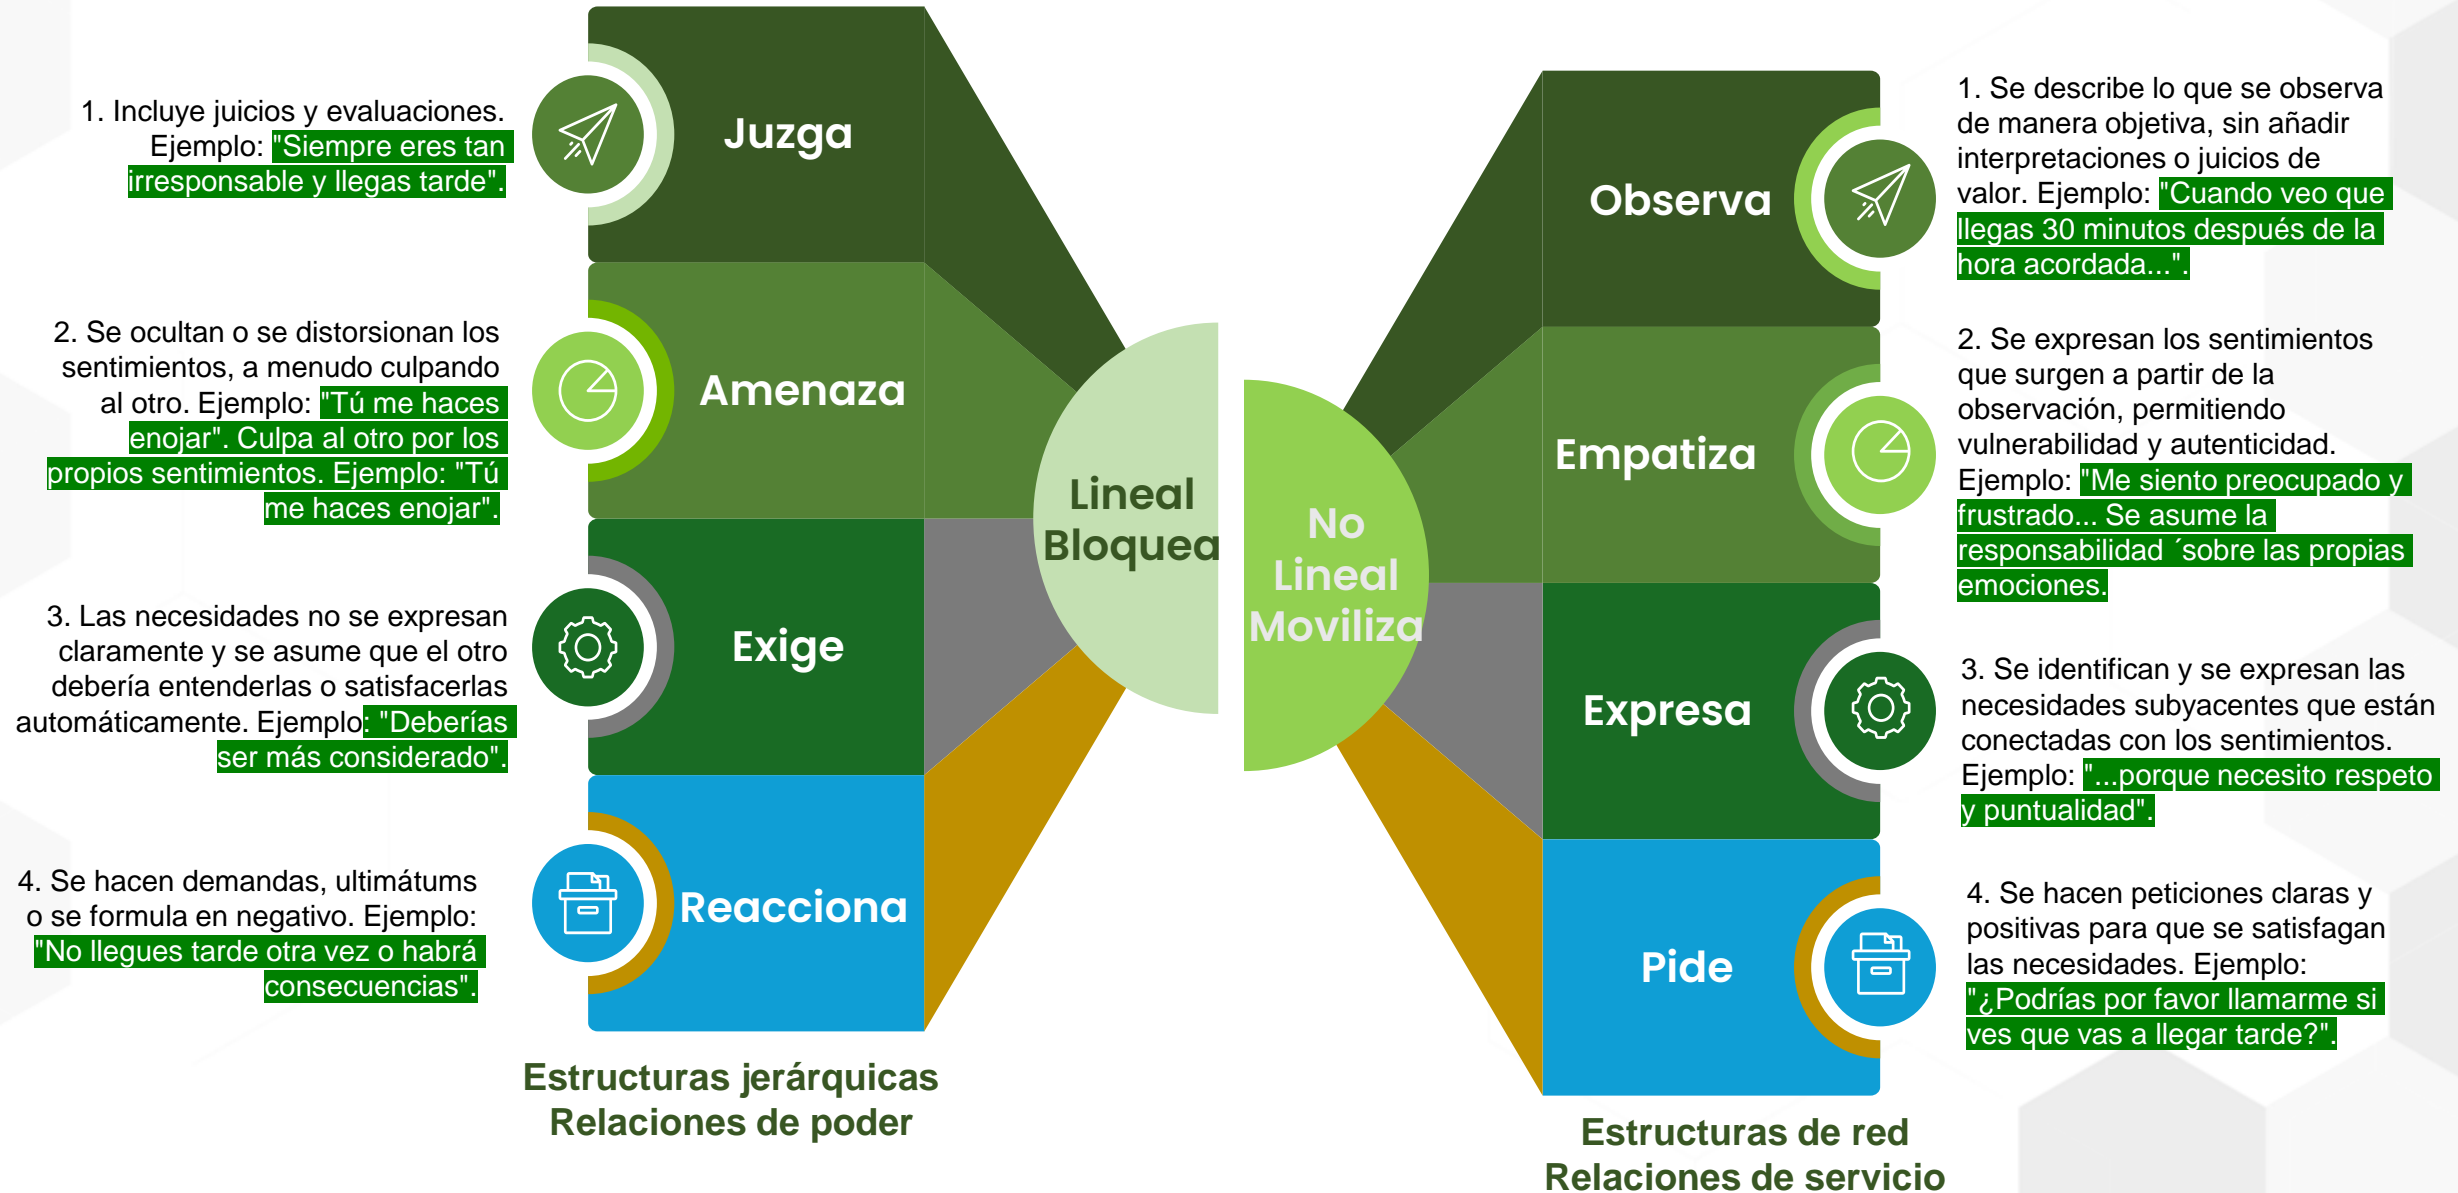 1. Incluye juicios y evaluaciones.
Ejemplo: "Siempre eres tan
irresponsable y llegas tarde".
Juzga
2. Se ocultan o se distorsionan los
sentimientos, a menudo culpando
al otro. Ejemplo: "Tú me haces
enojar". Culpa al otro por los
propios sentimientos. Ejemplo: "Tú
me haces enojar".
Amenaza
3. Las necesidades no se expresan
claramente y se asume que el otro
debería entenderlas o satisfacerlas
automáticamente. Ejemplo: "Deberías
ser más considerado".
Exige
4. Se hacen demandas, ultimátums
o se formula en negativo. Ejemplo:
"No llegues tarde otra vez o habrá
consecuencias".
Reacciona
Lineal
Bloquea
Estructuras jerárquicas
Relaciones de poder
No
Lineal
Moviliza
Observa
1. Se describe lo que se observa
de manera objetiva, sin añadir
interpretaciones o juicios de
valor. Ejemplo: "Cuando veo que
llegas 30 minutos después de la
hora acordada...".
Empatiza
2. Se expresan los sentimientos
que surgen a partir de la
observación, permitiendo
vulnerabilidad y autenticidad.
Ejemplo: "Me siento preocupado y
frustrado... Se asume la
responsabilidad ´sobre las propias
emociones.
Expresa
3. Se identifican y se expresan las
necesidades subyacentes que están
conectadas con los sentimientos.
Ejemplo: "...porque necesito respeto
y puntualidad".
Pide
4. Se hacen peticiones claras y
positivas para que se satisfagan
las necesidades. Ejemplo:
"¿Podrías por favor llamarme si
ves que vas a llegar tarde?".
Estructuras de red
Relaciones de servicio